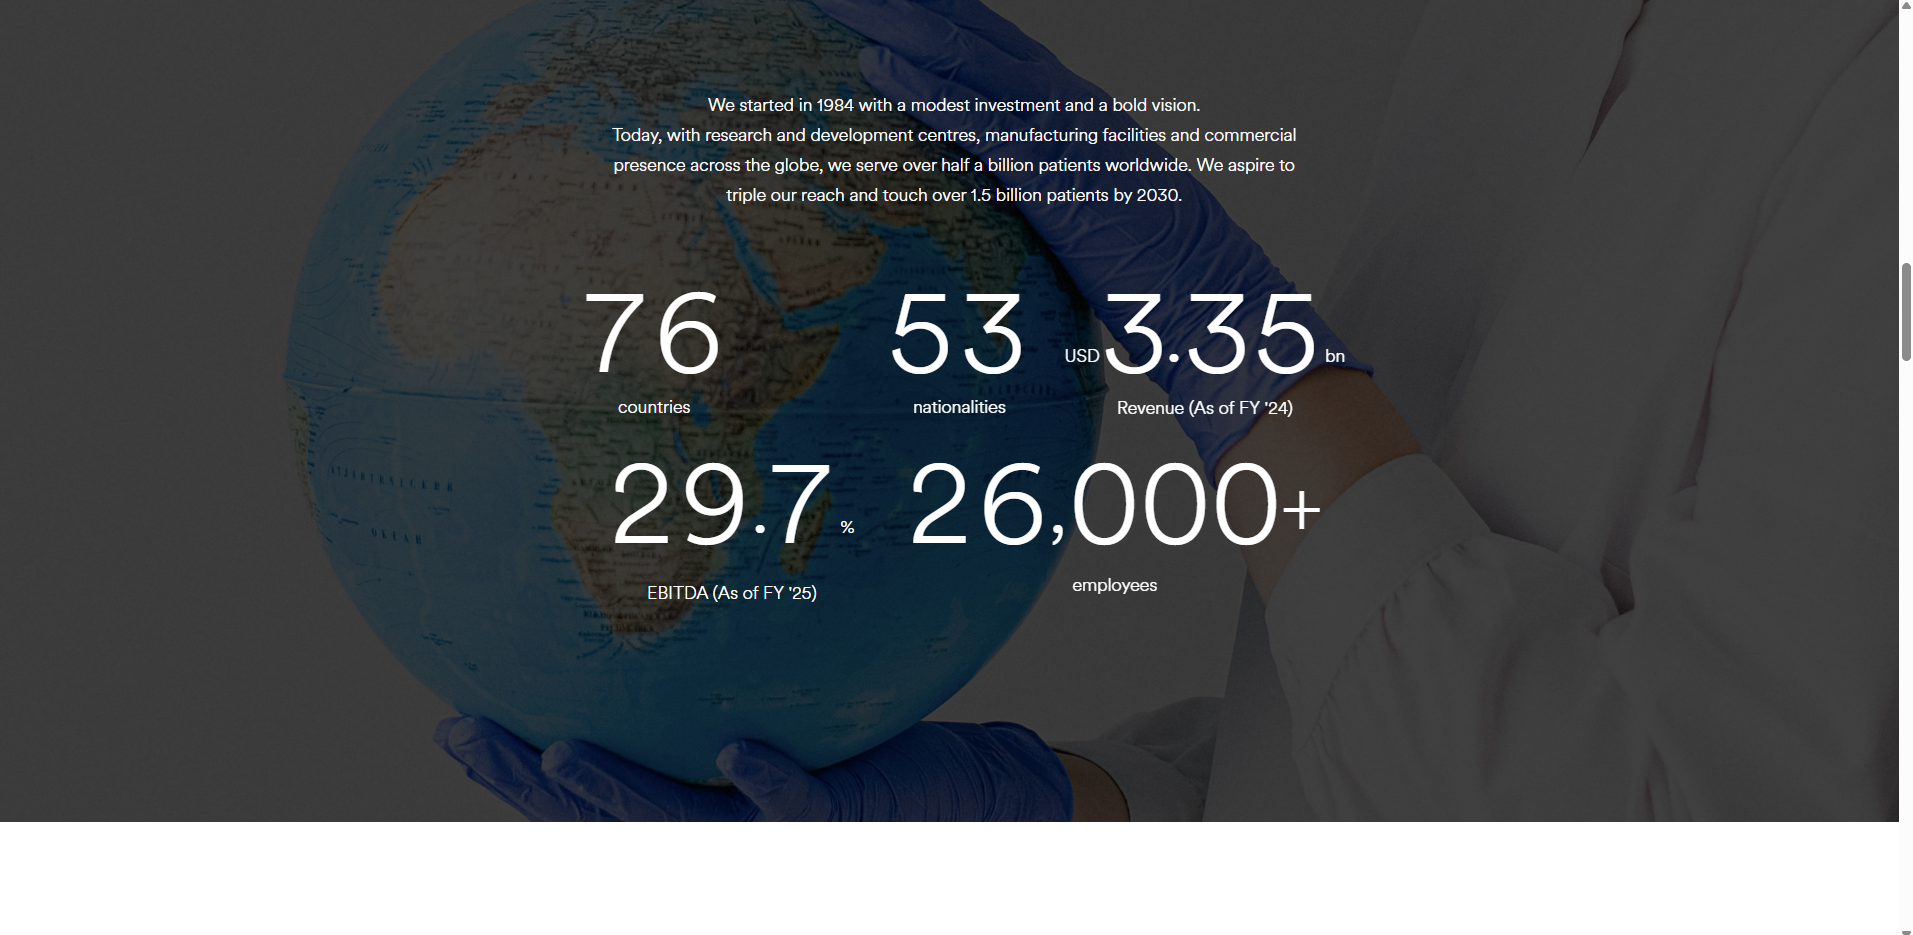 We started in 1984 with a modest investment and a bold vision.
Today, with research and development centres, manufacturing facilities and commercial
presence across the globe, we serve over half a billion patients worldwide. We aspire to
triple our reach and touch over 1.5 billion patients by 2030.
76
countries
53
nationalities
USD 3.35 bn
Revenue (As of FY '24)
29.7 %
EBITDA (As of FY '25)
26,000+
employees
ОКЕАН